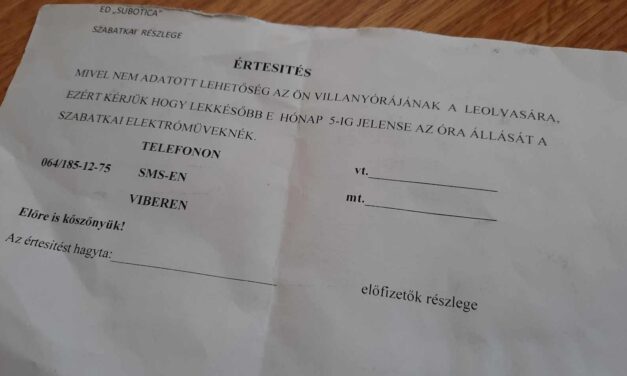 ED „SUBOTICA"
SZABATKAI RÉSZLEGE
ÉRTESITÉS
MIVEL NEM ADATOTT LEHETŐSÉG AZ ÖN VILLANYÓRÁJÁNAK A LEOLVASÁRA,
EZÉRT KÉRJÜK HOGY LEKKÉSŐBB E HÓNAP 5-IG JELENSE AZ ÓRA ÁLLÁSÁT A
SZABATKAI ELEKTRÓMŰVEKNÉK.
TELEFONON
064/185-12-75 SMS-EN
VIBEREN
vt.
mt.
Előre is kőszőnyük!
Az értesitést hagyta:
előfizetők részlege